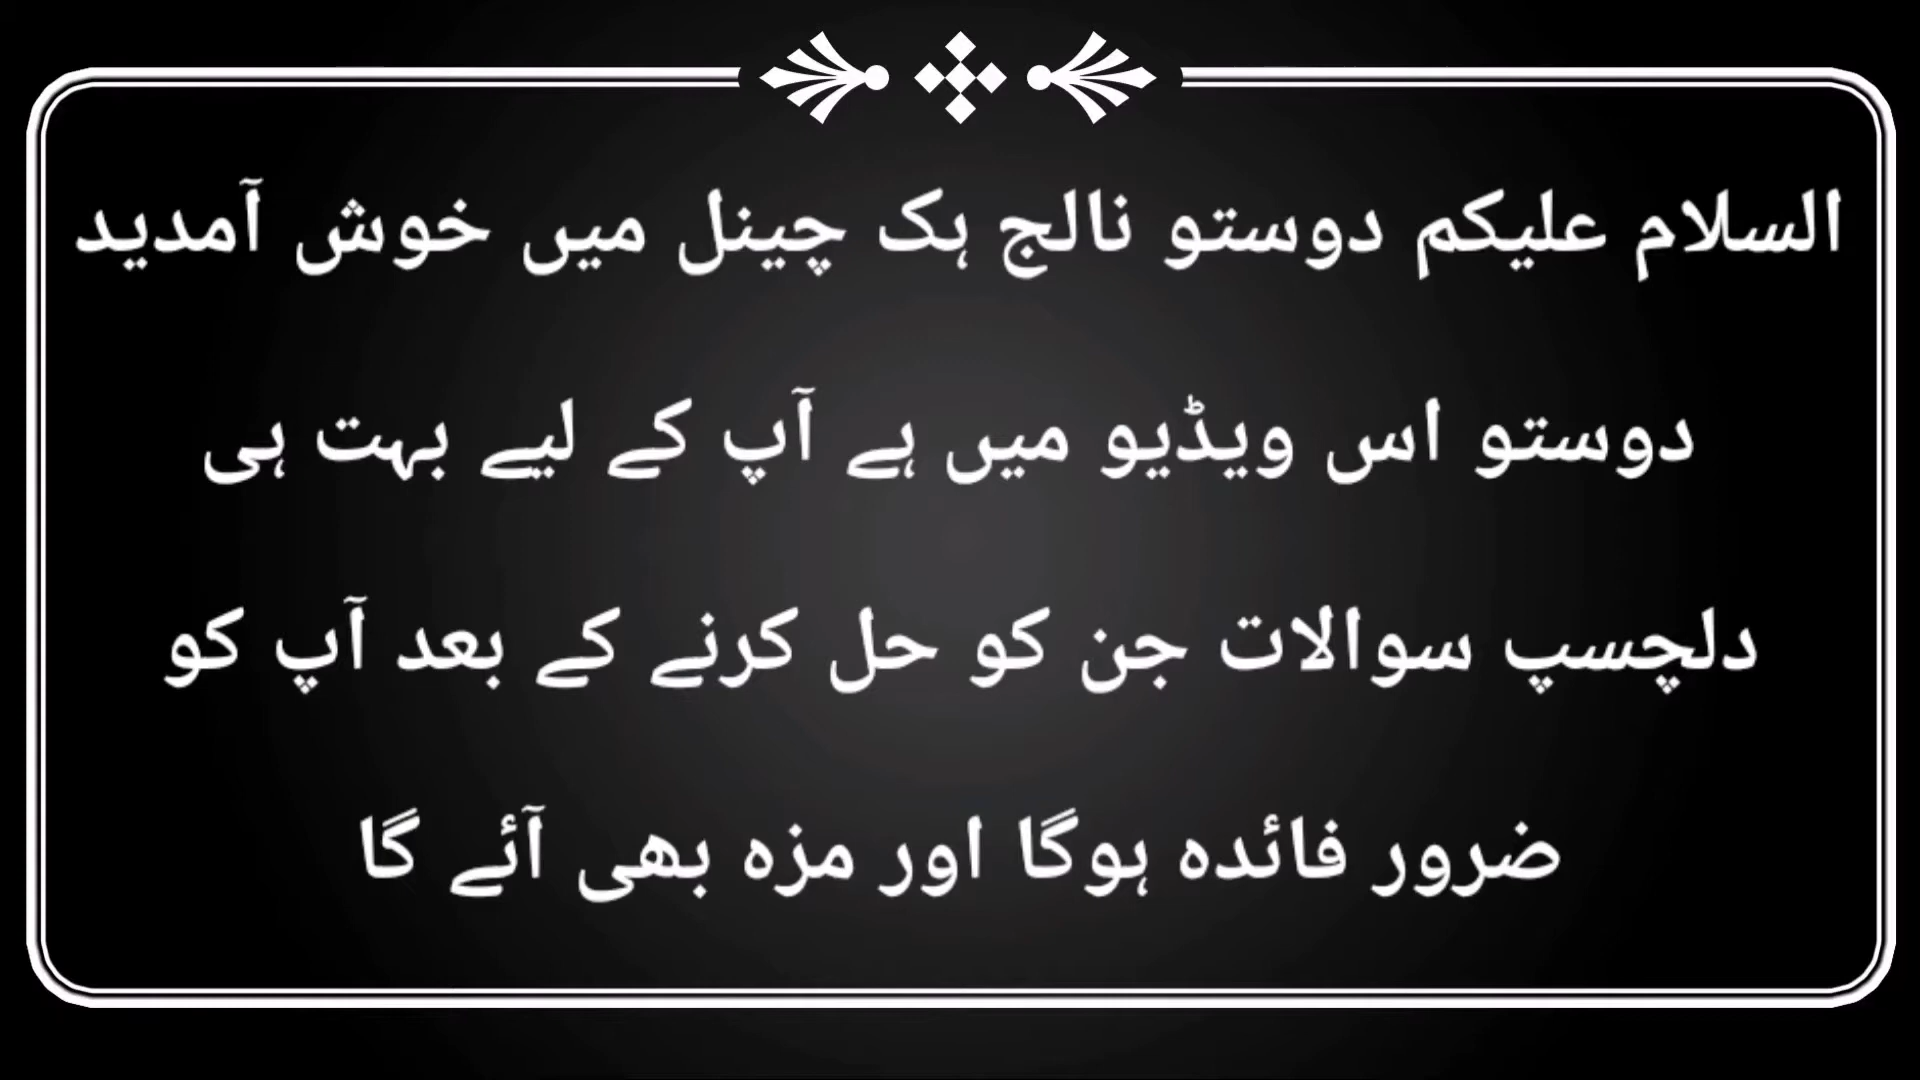 السلام علیکم دوستو نالج ہک چینل میں خوش آمدید
دوستو اس ویڈیو میں ہے آپ کے لیے بہت ہی
دلچسپ سوالات جن کو حل کرنے کے بعد آپ کو
ضرور فائدہ ہوگا اور مزہ بھی آئے گا